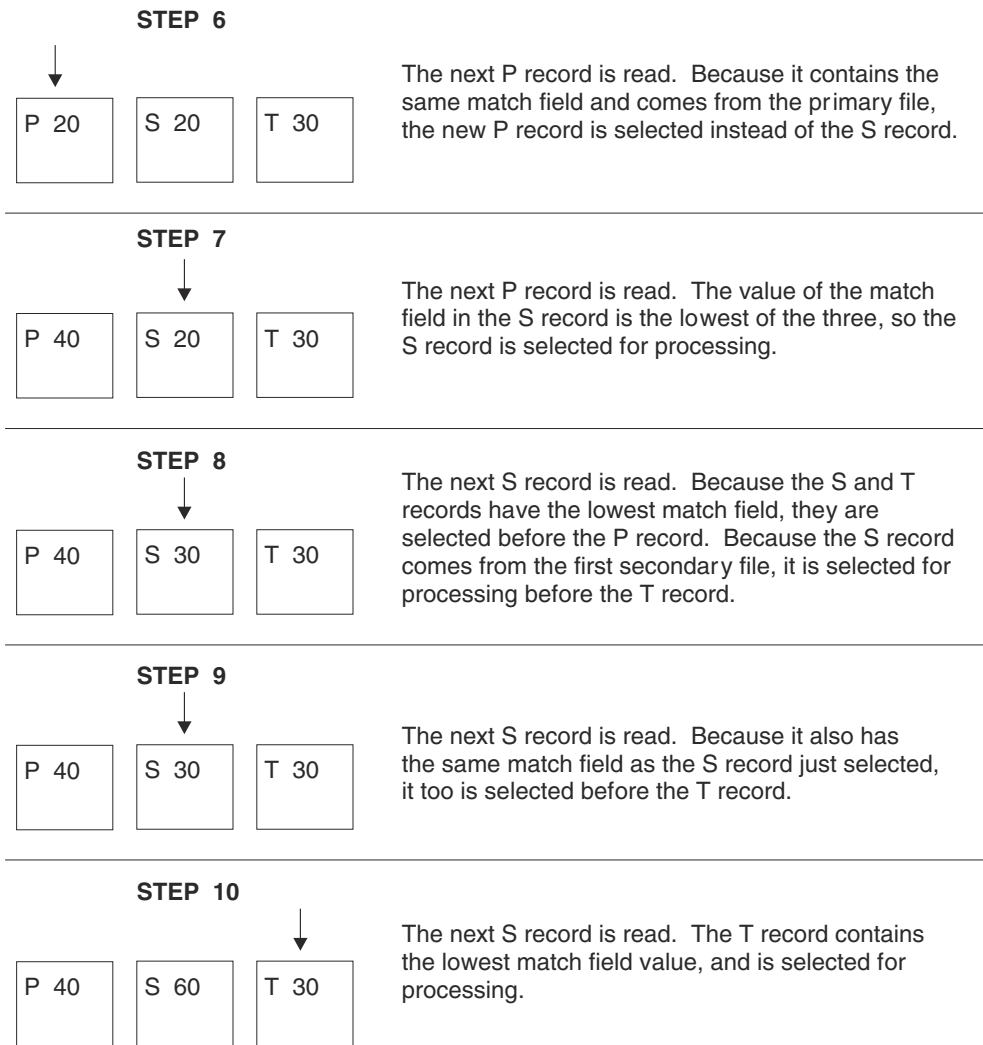 STEP 6
P 20
S 20
T 30
The next P record is read. Because it contains the
same match field and comes from the primary file,
the new P record is selected instead of the S record.
STEP 7
P 40
S 20
T 30
The next P record is read. The value of the match
field in the S record is the lowest of the three, so the
S record is selected for processing.
STEP 8
P 40
S 30
T 30
The next S record is read. Because the S and T
records have the lowest match field, they are
selected before the P record. Because the S record
comes from the first secondary file, it is selected for
processing before the T record.
STEP 9
P 40
S 30
T 30
The next S record is read. Because it also has
the same match field as the S record just selected,
it too is selected before the T record.
STEP 10
P 40
S 60
T 30
The next S record is read. The T record contains
the lowest match field value, and is selected for
processing.